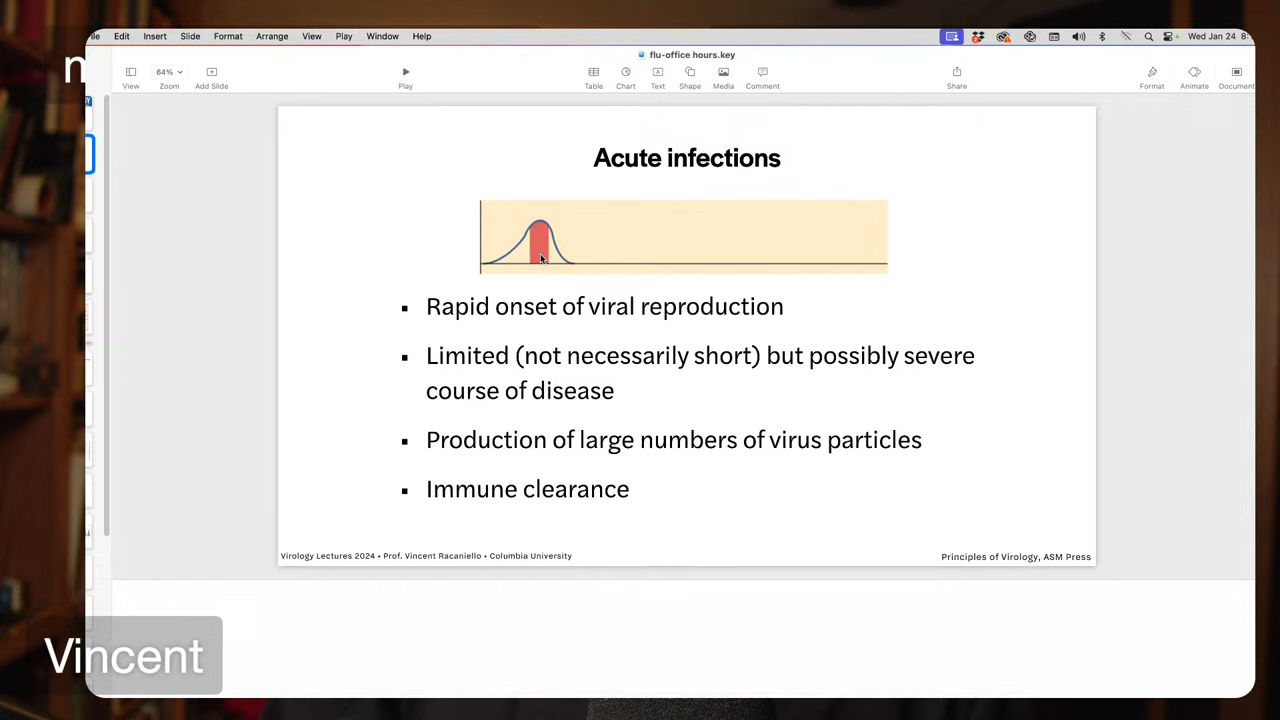 Edit Insert Slide Format Arrange View Play Window Help Wed Jan 24
flu-office hours.key
64%
View Zoom Add Slide Play Table Chart Text Shape Media Comment Share Format Animate Document
Acute infections
▪ Rapid onset of viral reproduction
▪ Limited (not necessarily short) but possibly severe
course of disease
▪ Production of large numbers of virus particles
▪ Immune clearance
Virology Lectures 2024 • Prof. Vincent Racaniello • Columbia University
Principles of Virology, ASM Press
Vincent